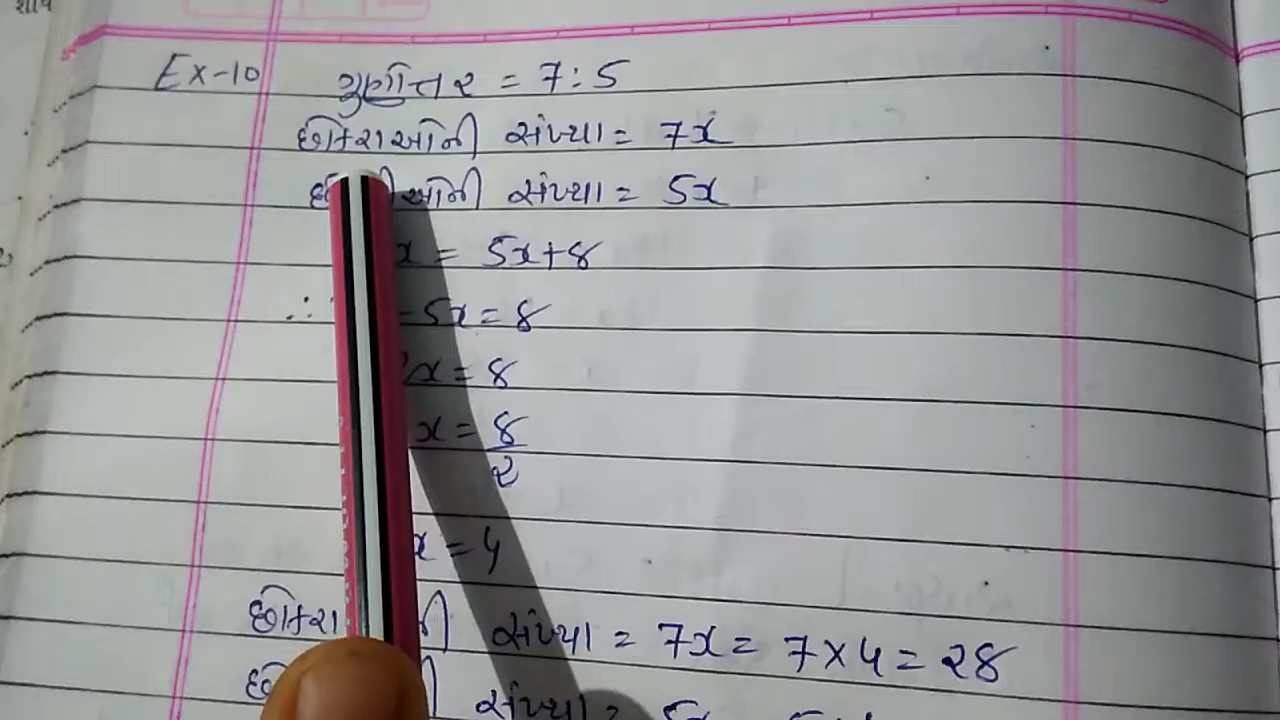 Ex-10 ગુણોત્તર = 7:5
છોકરાઓની સંખ્યા = 7x
સંખ્યા = 5x
x = 5x+8
∴ -5x = 8
x = 8
x = 8/2
x = 4
છોકરા ની સંખ્યા = 7x = 7×4 = 28
સંખ્યા = 5x